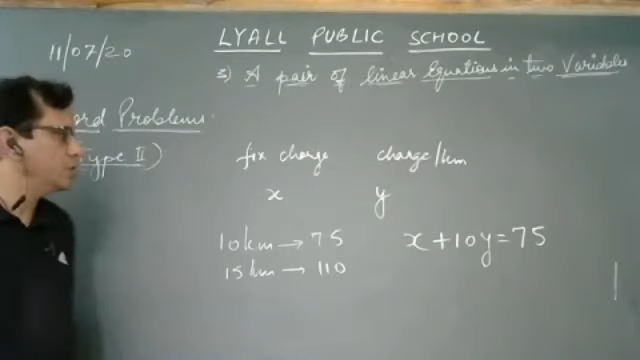 LYALL PUBLIC SCHOOL
11/07/20
3) A pair of linear Equations in two Variables
ord Problems
ype II)
fix charge charge/km
x y
10km → 75 x + 10y = 75
15km → 110